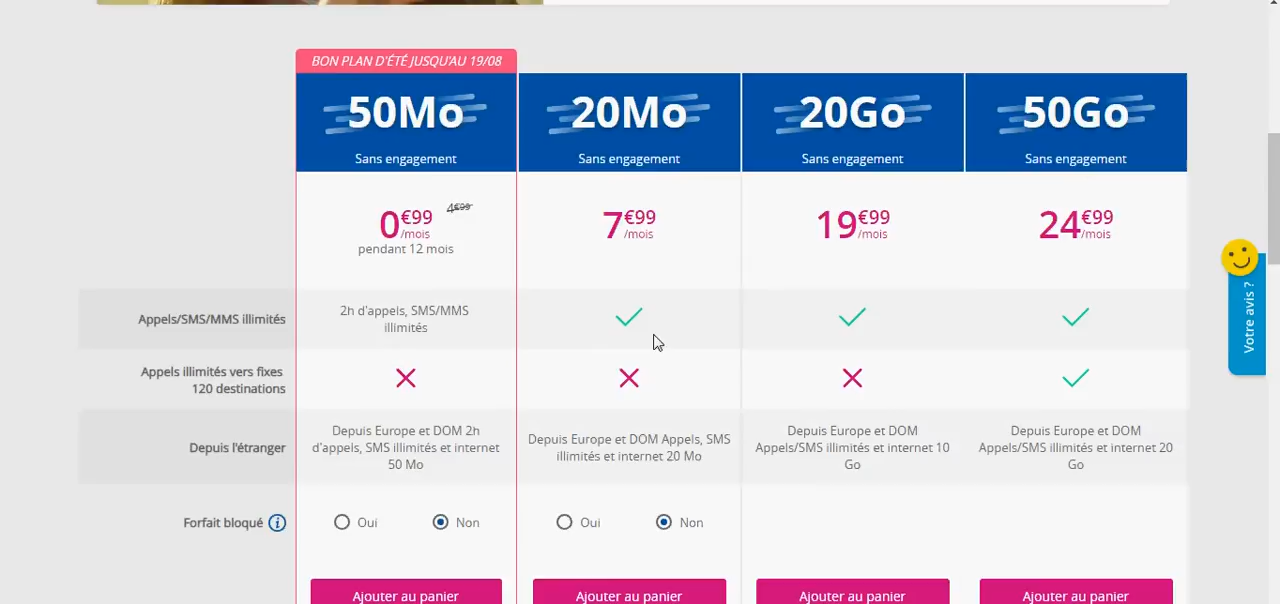 BON PLAN D'ÉTÉ JUSQU'AU 19/08
50Mo
Sans engagement
20Mo
Sans engagement
20Go
Sans engagement
50Go
Sans engagement
0€99
/mois
4€99
pendant 12 mois
7€99
/mois
19€99
/mois
24€99
/mois
Appels/SMS/MMS illimités
2h d'appels, SMS/MMS
illimités
Appels illimités vers fixes
120 destinations
Depuis l'étranger
Depuis Europe et DOM 2h
d'appels, SMS illimités et internet
50 Mo
Depuis Europe et DOM Appels, SMS
illimités et internet 20 Mo
Depuis Europe et DOM
Appels/SMS illimités et internet 10
Go
Depuis Europe et DOM
Appels/SMS illimités et internet 20
Go
Forfait bloqué i
Oui
Non
Oui
Non
Ajouter au panier
Ajouter au panier
Ajouter au panier
Ajouter au panier
Votre avis ?